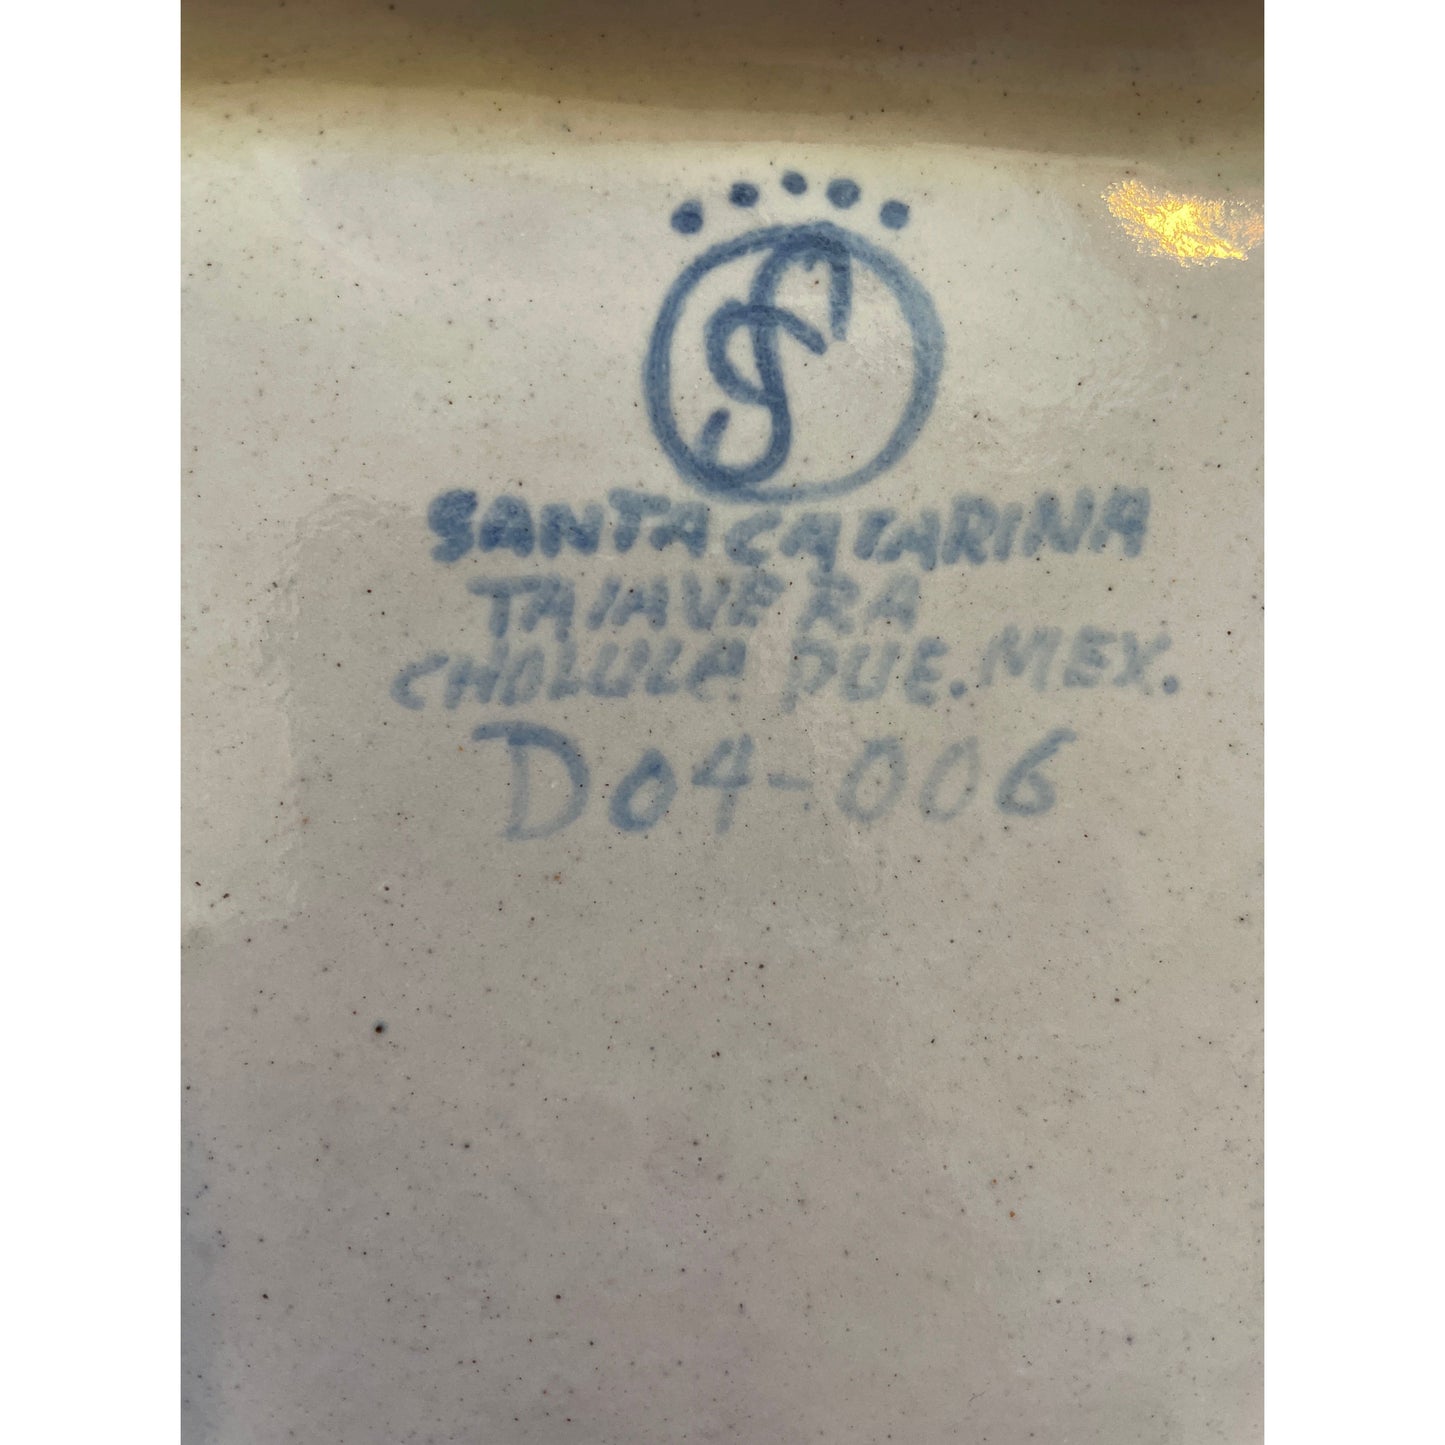 SANTA CATARINA
TALAVERA
CHOLULA PUE. MEX.
D04-006